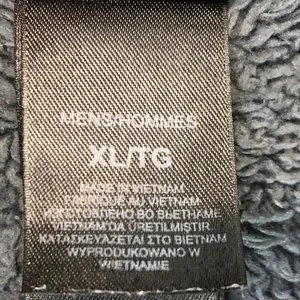 MENS/HOMMES
XL/TG
MADE IN VIETNAM
FABRIQUÉ AU VIETNAM
ИЗГОТОВЛЕНО ВО ВЬЕТНАМЕ
VIETNAM'DA ÜRETILMISTIR
ΚΑΤΑΣΚΕΥΑΖΕΤΑΙ ΣΤΟ ΒΙΕΤΝΑΜ
WYPRODUKOWANO W
WIETNAMIE